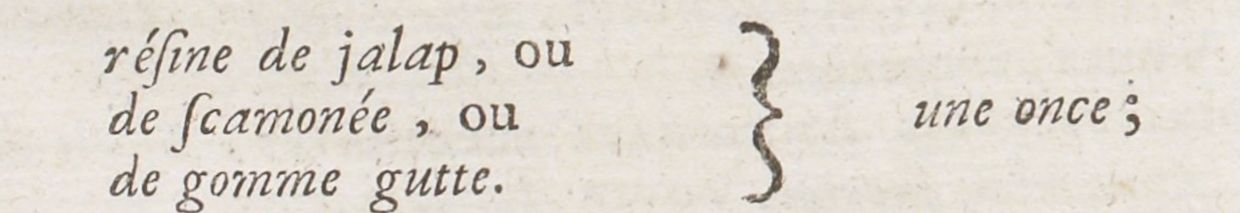 réſine de jalap, ou
de ſcamonée, ou
de gomme gutte.
} une once;